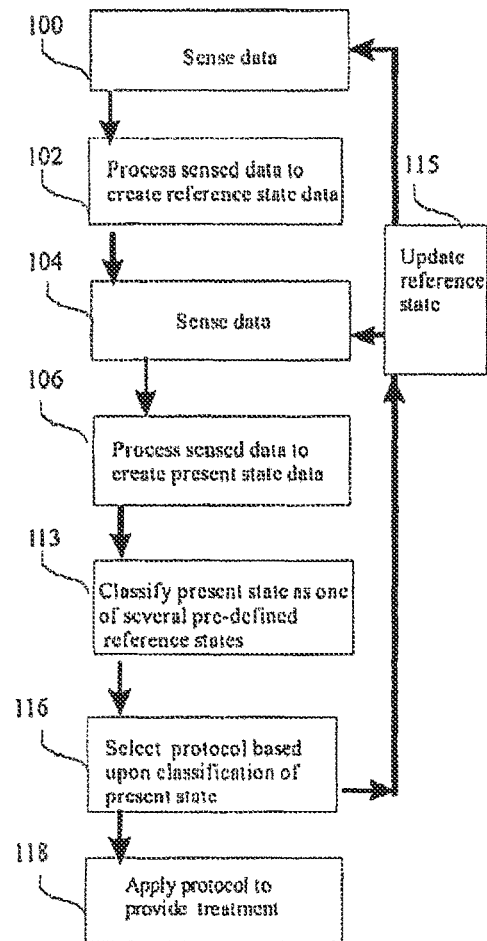 100
Sense data
102
Process sensed data to
create reference state data
115
Update
reference
state
104
Sense data
106
Process sensed data to
create present state data
113
Classify present state as one
of several pre-defined
reference states
116
Select protocol based
upon classification of
present state
118
Apply protocol to
provide treatment